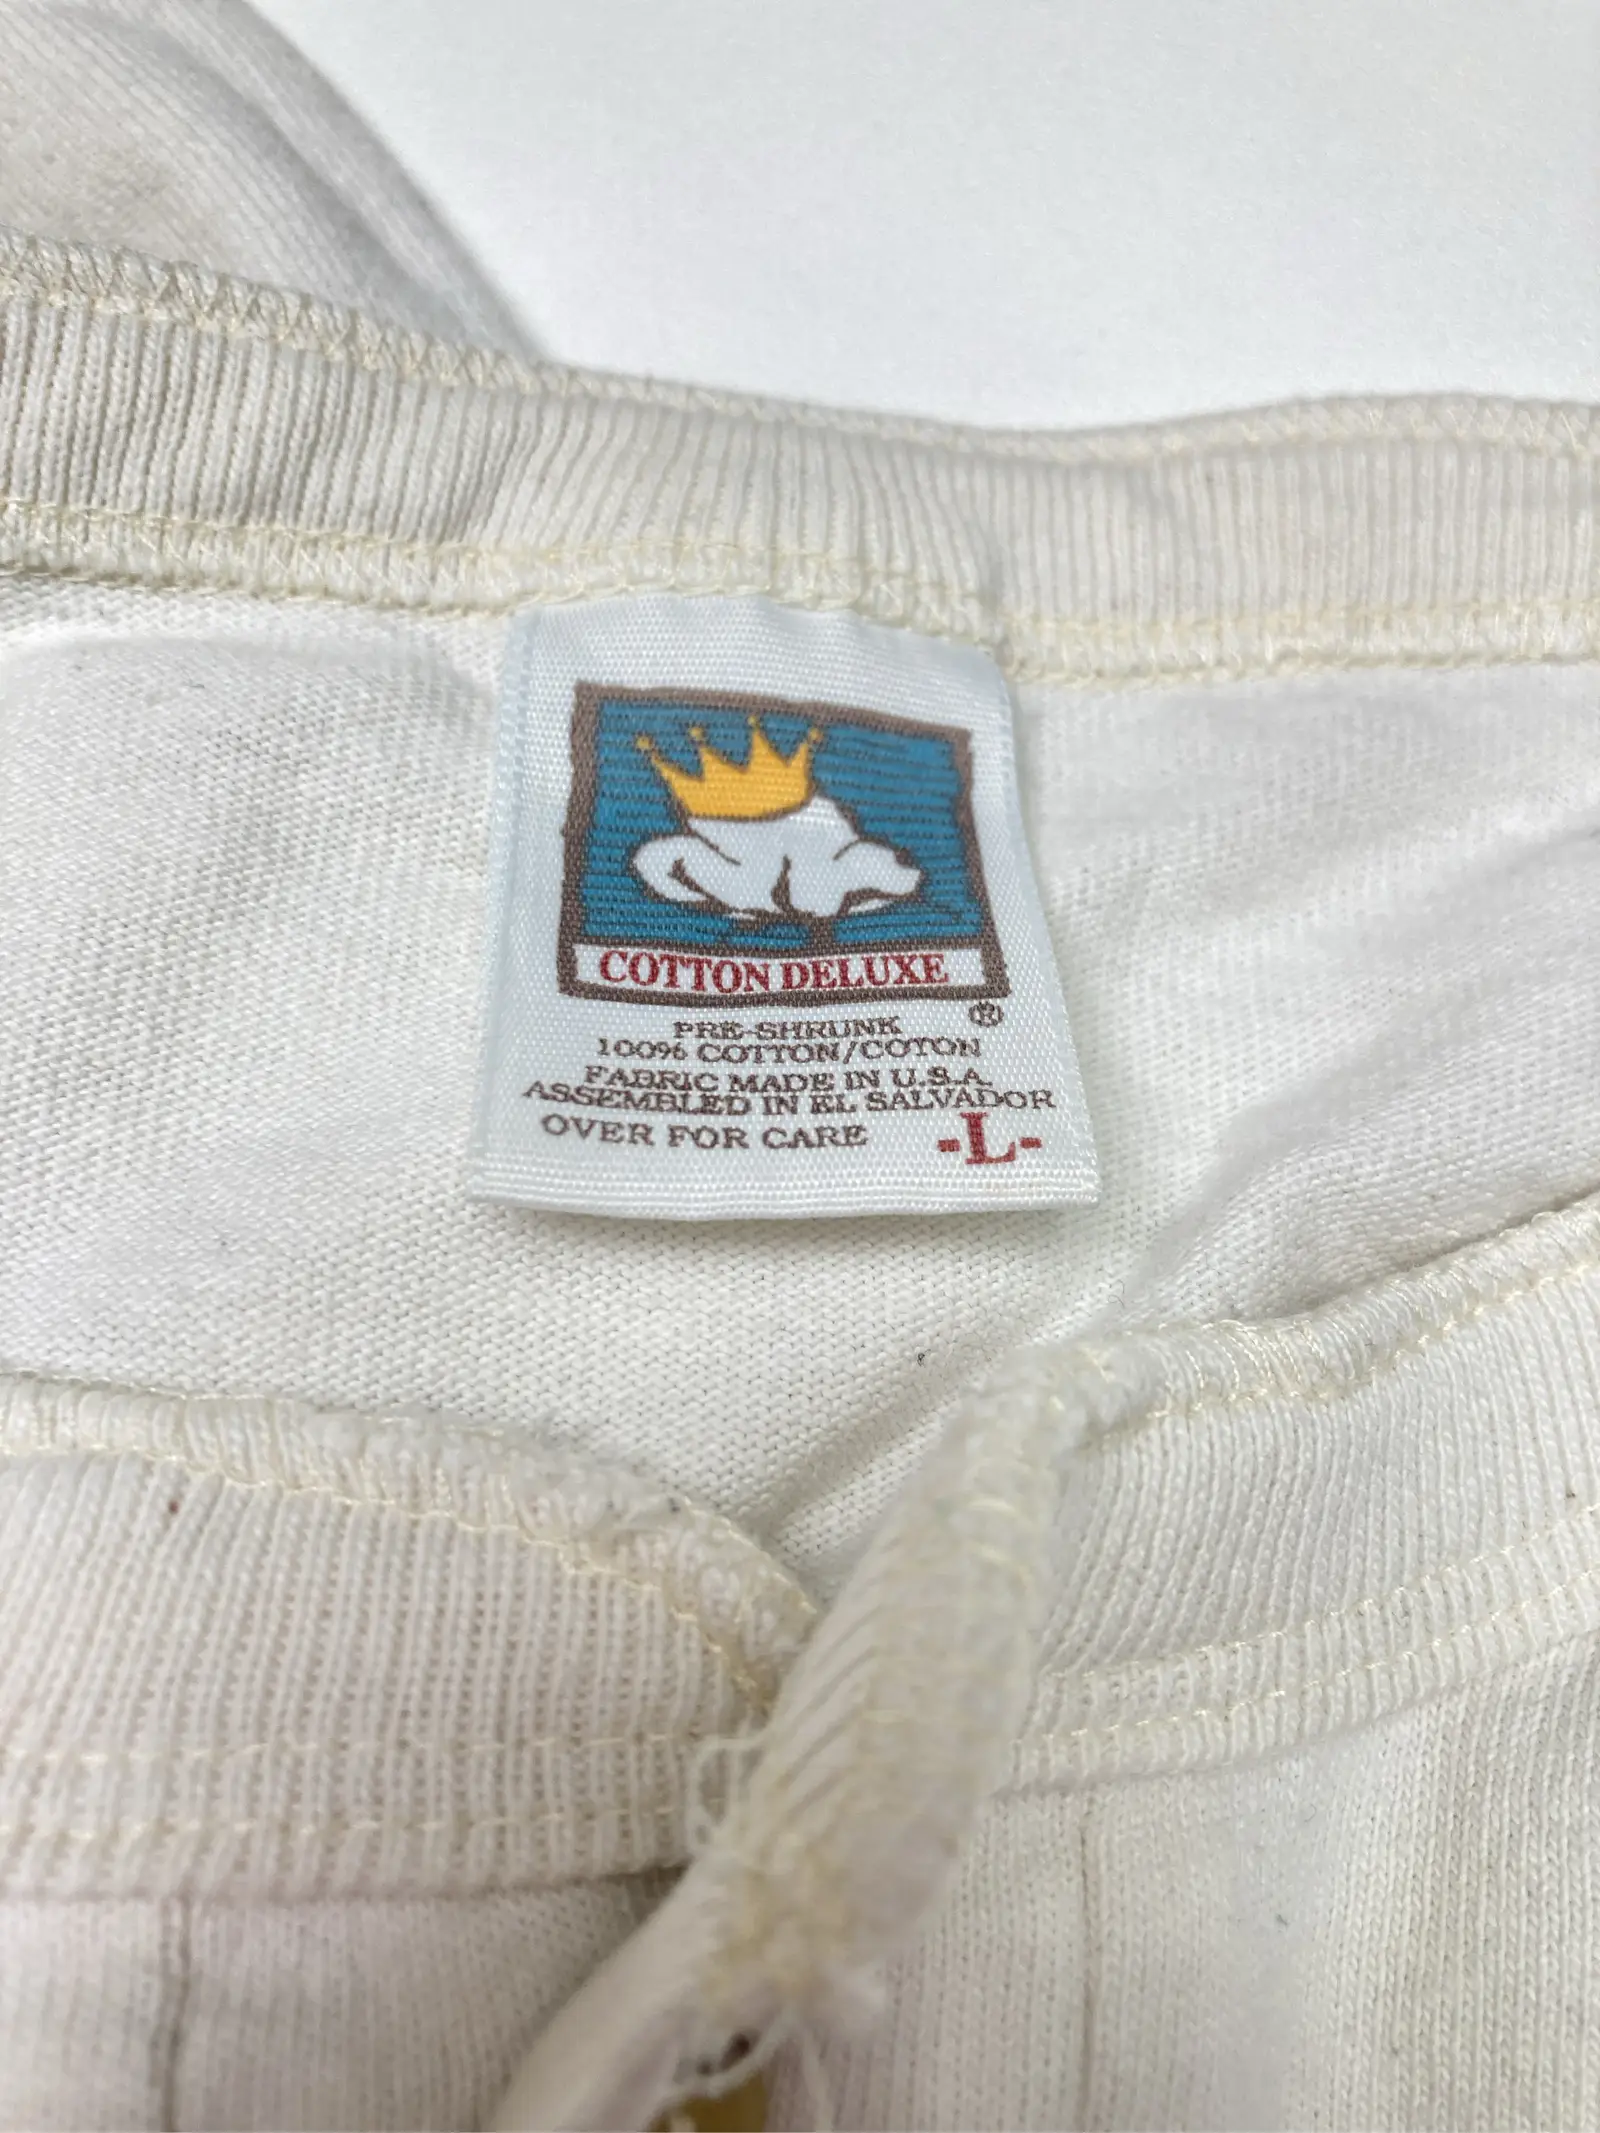 COTTON DELUXE
®
PRE-SHRUNK
100% COTTON/COTON
FABRIC MADE IN U.S.A.
ASSEMBLED IN EL SALVADOR
OVER FOR CARE
-L-